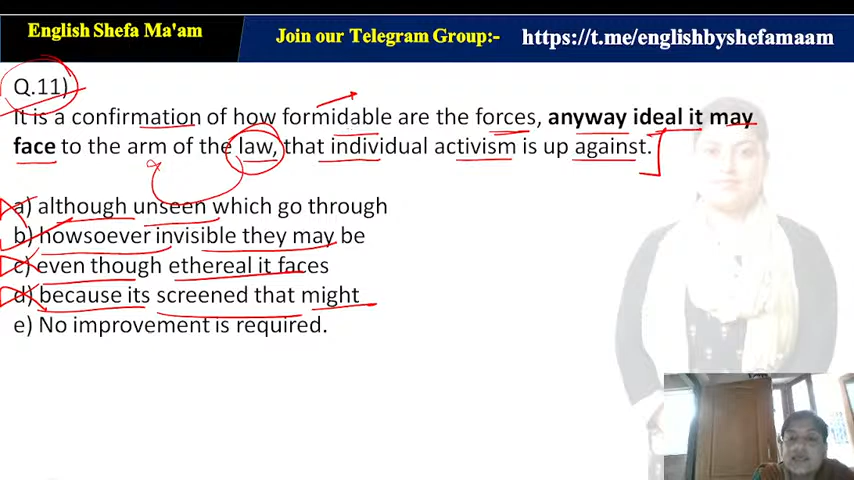 English Shefa Ma'am
Join our Telegram Group:- https://t.me/englishbyshefamaam
Q.11)
It is a confirmation of how formidable are the forces, anyway ideal it may
face to the arm of the law, that individual activism is up against.
a) although unseen which go through
b) howsoever invisible they may be
c) even though ethereal it faces
d) because its screened that might
e) No improvement is required.